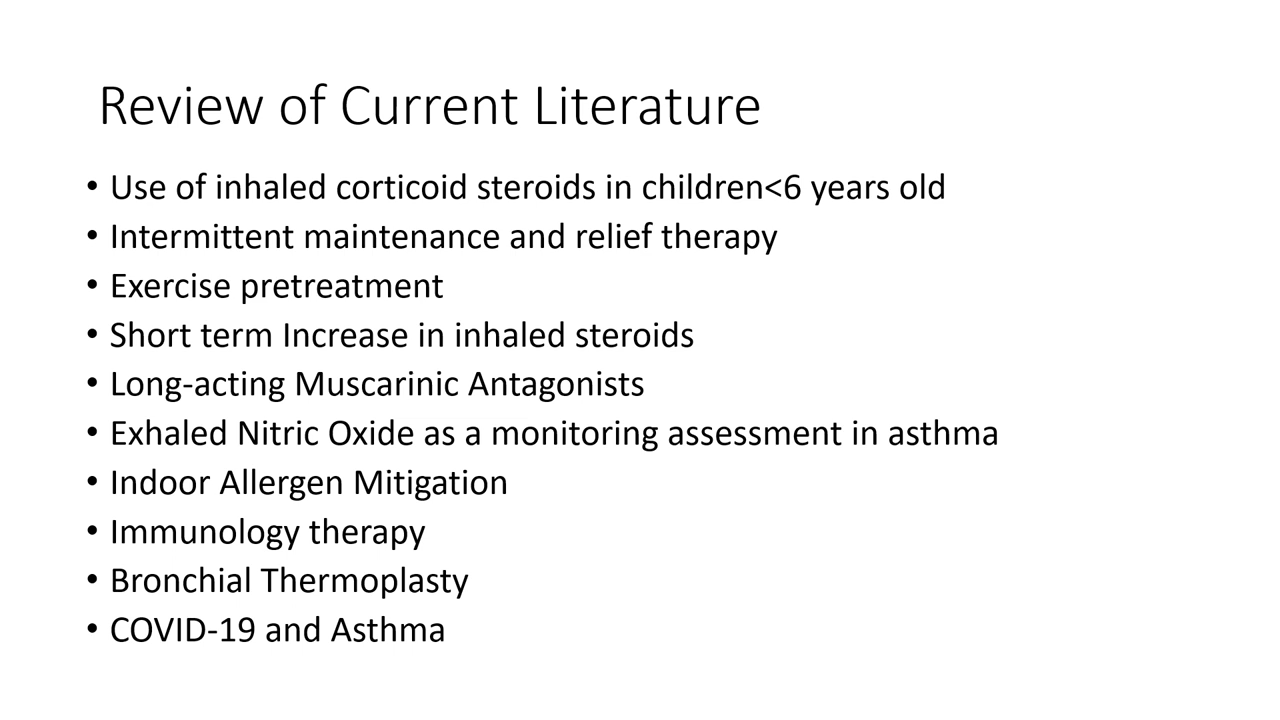 Review of Current Literature
• Use of inhaled corticoid steroids in children<6 years old
• Intermittent maintenance and relief therapy
• Exercise pretreatment
• Short term Increase in inhaled steroids
• Long-acting Muscarinic Antagonists
• Exhaled Nitric Oxide as a monitoring assessment in asthma
• Indoor Allergen Mitigation
• Immunology therapy
• Bronchial Thermoplasty
• COVID-19 and Asthma